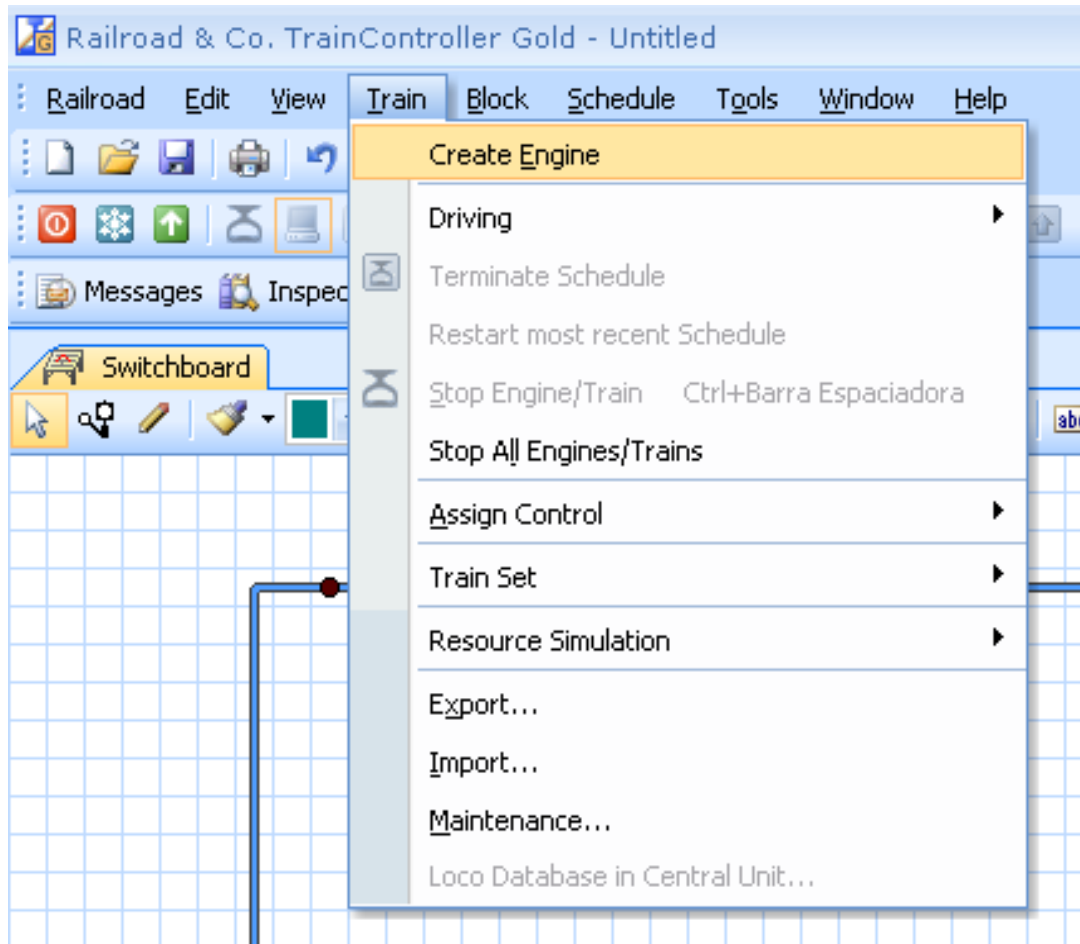 Railroad & Co. TrainController Gold - Untitled
Railroad Edit View Train Block Schedule Tools Window Help
Create Engine
Driving
Messages Inspec
Terminate Schedule
Restart most recent Schedule
Switchboard
Stop Engine/Train Ctrl+Barra Espaciadora
abc
Stop All Engines/Trains
Assign Control
Train Set
Resource Simulation
Export...
Import...
Maintenance...
Loco Database in Central Unit...